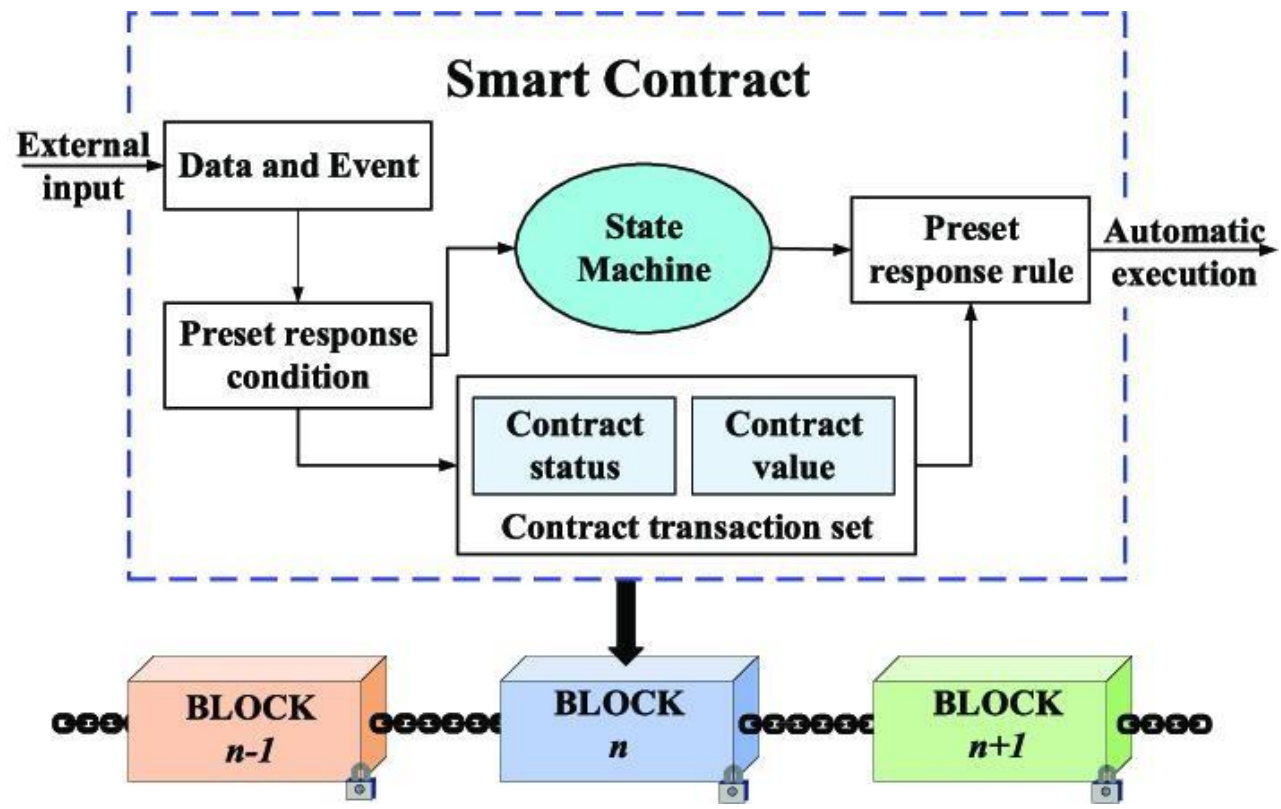 Smart Contract
External
input
Data and Event
State
Machine
Preset
response rule
Automatic
execution
Preset response
condition
Contract
status
Contract
value
Contract transaction set
BLOCK
n-1
BLOCK
n
BLOCK
n+1